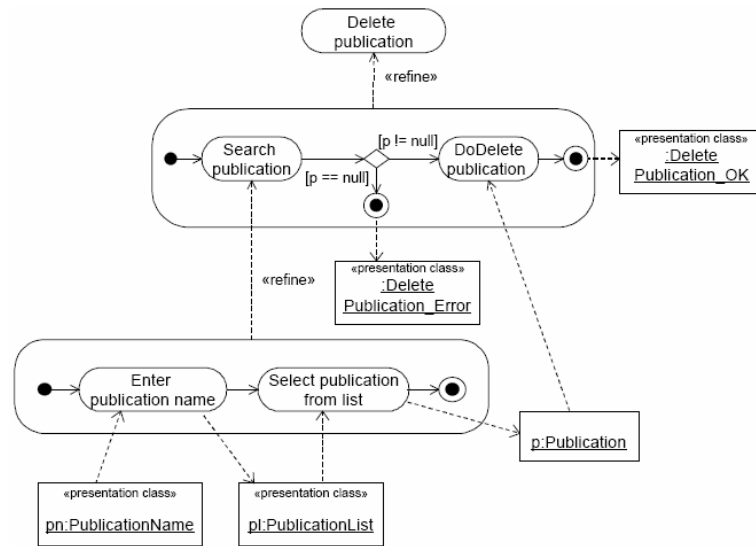 Delete
publication
«refine»
[p != null]
Search
publication
DoDelete
publication
[p == null]
«presentation class»
:Delete
Publication_OK
«refine»
«presentation class»
:Delete
Publication_Error
Enter
publication name
Select publication
from list
p:Publication
«presentation class»
pn:PublicationName
«presentation class»
pl:PublicationList